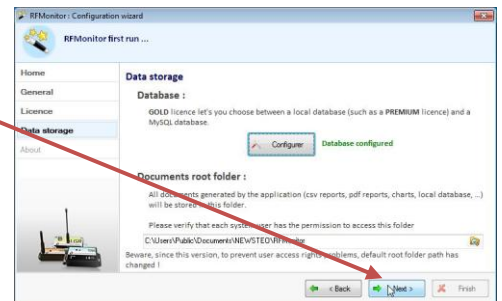 RFMonitor : Configuration wizard
RFMonitor first run ...
Home
General
Licence
Data storage
About
Data storage
Database :
GOLD licence let's you choose between a local database (such as a PREMIUM licence) and a
MySQL database.
Configurer
Database configured
Documents root folder :
All documents generated by the application (csv reports, pdf reports, charts, local database, ...)
will be stored in this folder.
Please verify that each system user has the permission to access this folder
C:\Users\Public\Documents\NEWSTEO\RFMonitor
Beware, since this version, to prevent user access rights problems, default root folder path has
changed !
< Back
Next >
Finish